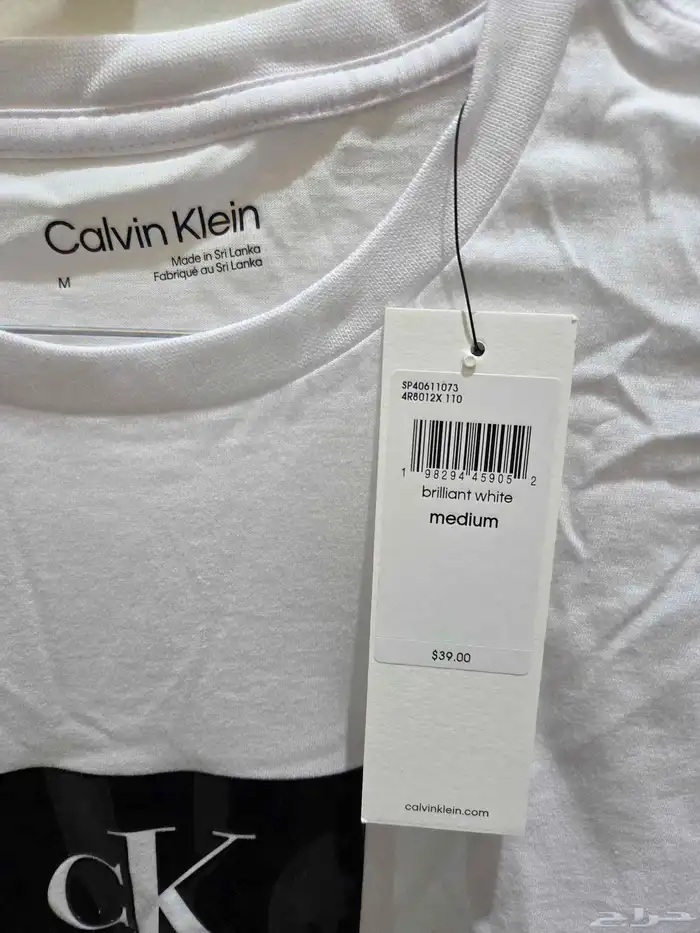 Calvin Klein
Made in Sri Lanka
Fabriqué au Sri Lanka
M
SP40611073
4R8012X 110
1 98294 45905 2
brilliant white
medium
$39.00
calvinklein.com
CK
حراج